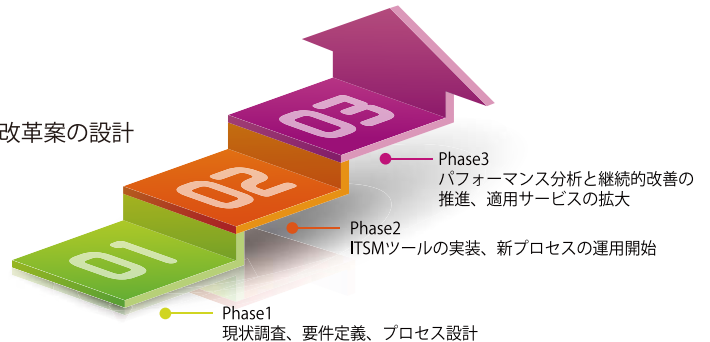 改革案の設計
03
Phase3
パフォーマンス分析と継続的改善の
推進、適用サービスの拡大
02
Phase2
ITSMツールの実装、新プロセスの運用開始
01
Phase1
現状調査、要件定義、プロセス設計